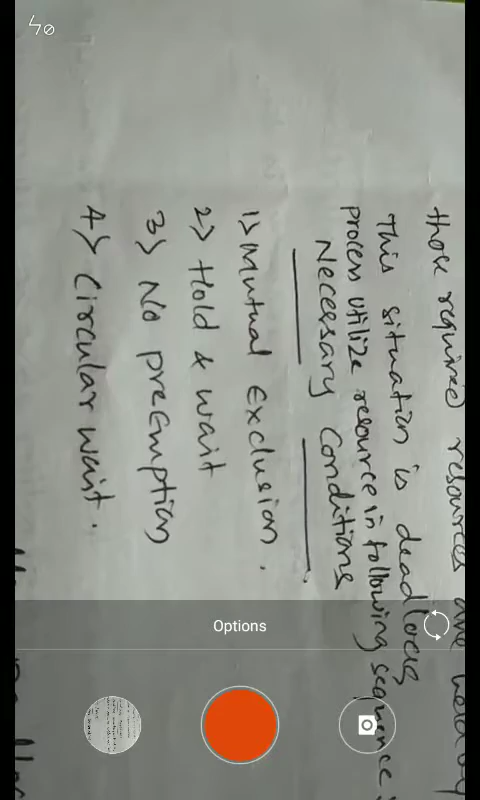 those required resources are held by
This situation is deadlock
process utilize resource in following sequence:
Necessary Conditions
1) Mutual Exclusion.
2) Hold & wait
3) No preemption
4) Circular wait.
Options